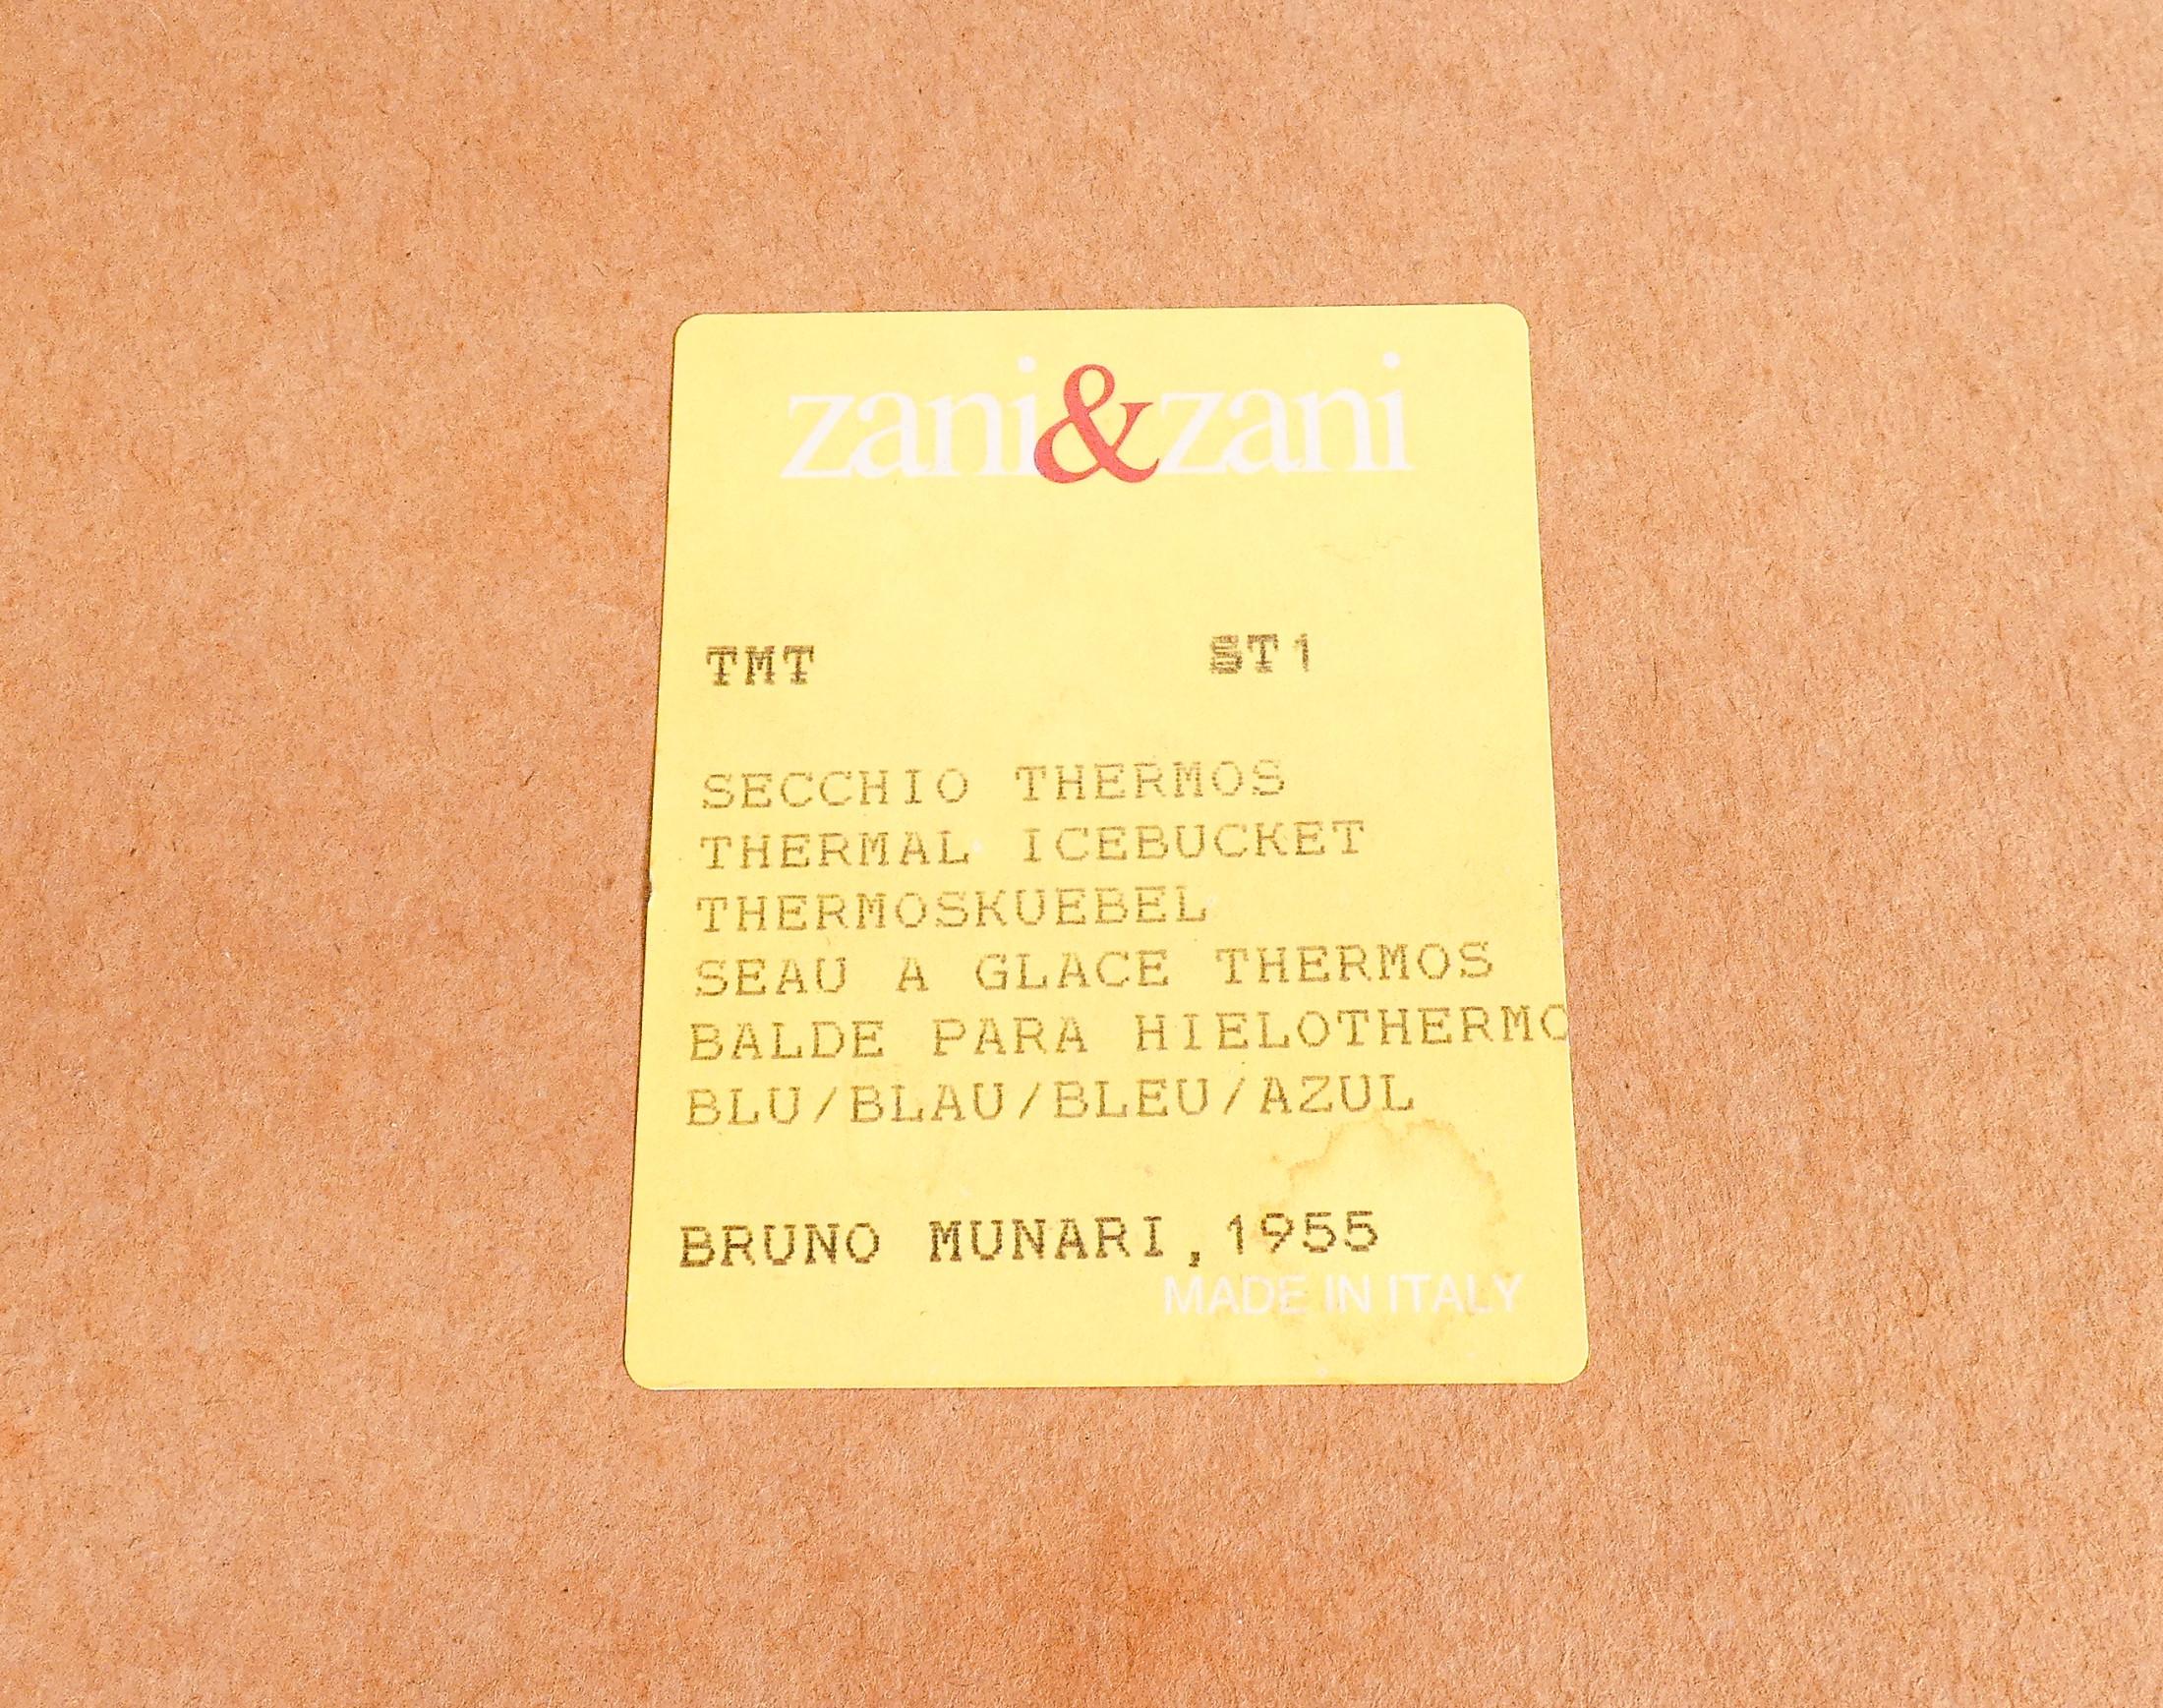 zani&zani
TMT ST1
SECCHIO THERMOS
THERMAL ICEBUCKET
THERMOSKUEBEL
SEAU A GLACE THERMOS
BALDE PARA HIELOTHERMO
BLU/BLAU/BLEU/AZUL
BRUNO MUNARI,1955
MADE IN ITALY